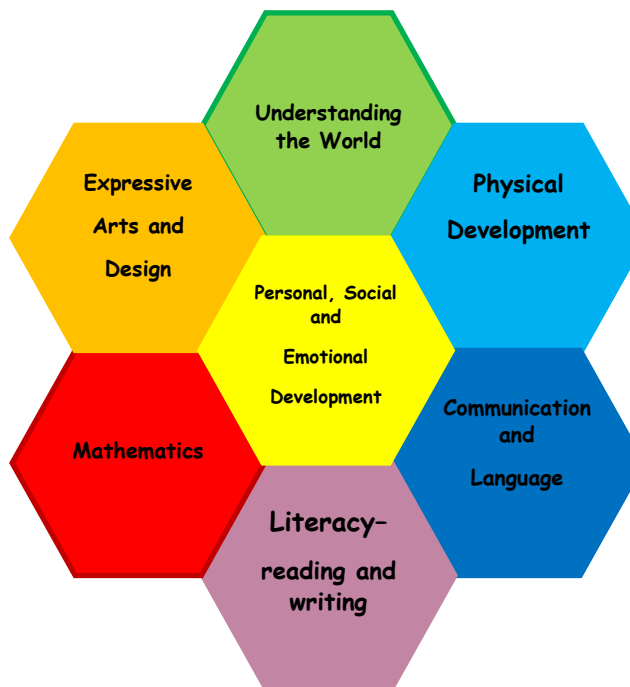 Understanding
the World
Expressive
Arts and
Design
Physical
Development
Personal, Social
and
Emotional
Development
Mathematics
Communication
and
Language
Literacy–
reading and
writing